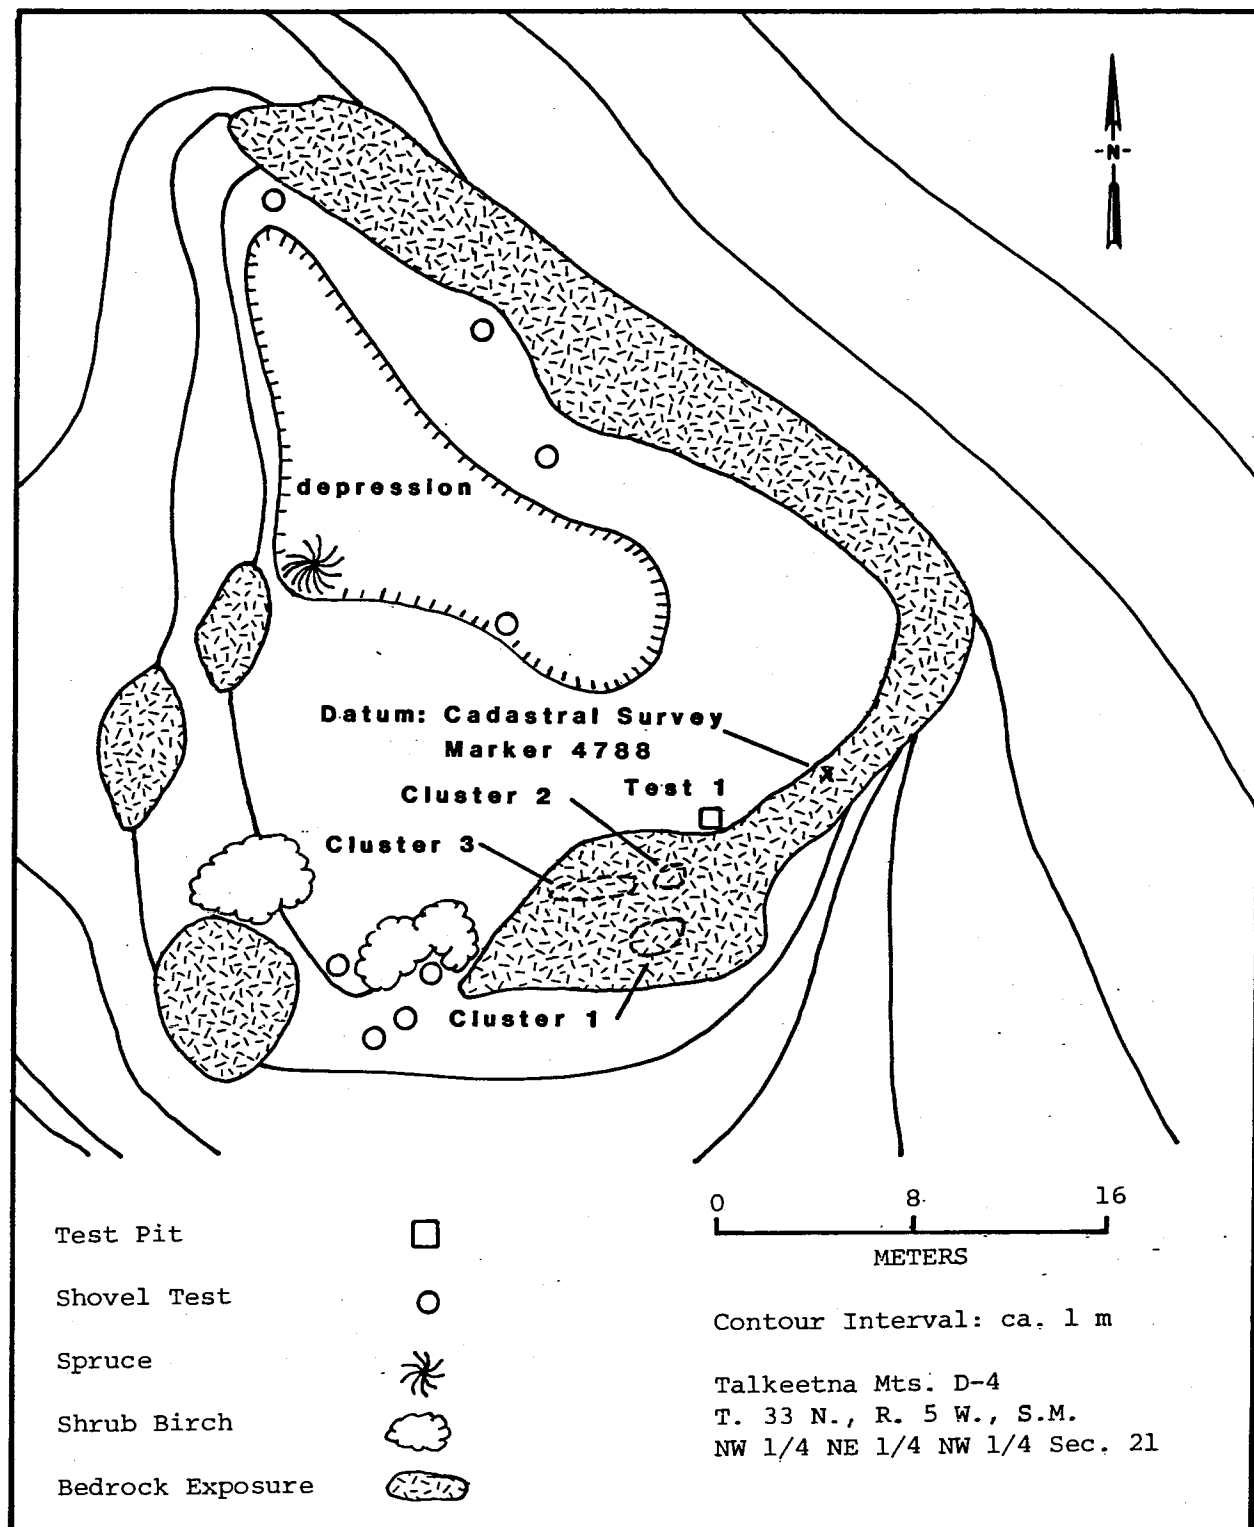 N
depression
Datum: Cadastral Survey
Marker 4788
Test 1
Cluster 2
Cluster 3
x
Cluster 1
0 8 16
METERS
Test Pit
Shovel Test
Spruce
Shrub Birch
Bedrock Exposure
Contour Interval: ca. 1 m
Talkeetna Mts. D-4
T. 33 N., R. 5 W., S.M.
NW 1/4 NE 1/4 NW 1/4 Sec. 21